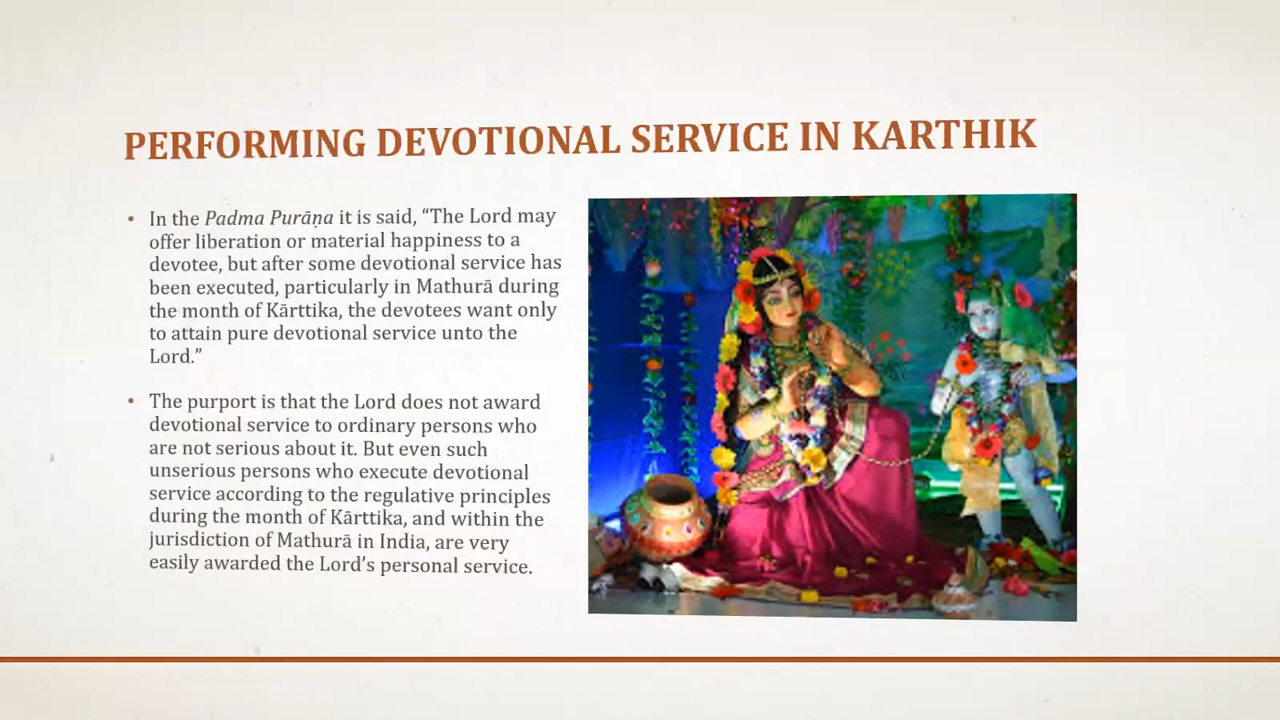 PERFORMING DEVOTIONAL SERVICE IN KARTHIK
• In the Padma Purāṇa it is said, “The Lord may
offer liberation or material happiness to a
devotee, but after some devotional service has
been executed, particularly in Mathurā during
the month of Kārttika, the devotees want only
to attain pure devotional service unto the
Lord.”
• The purport is that the Lord does not award
devotional service to ordinary persons who
are not serious about it. But even such
unserious persons who execute devotional
service according to the regulative principles
during the month of Kārttika, and within the
jurisdiction of Mathurā in India, are very
easily awarded the Lord’s personal service.